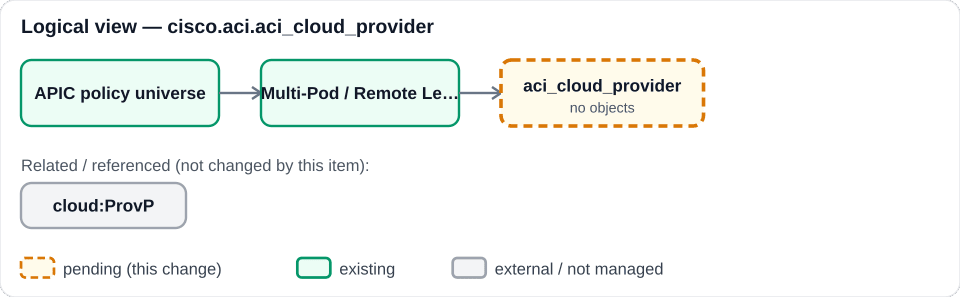 Logical view — cisco.aci.aci_cloud_provider
APIC policy universe
Multi-Pod / Remote Le…
aci_cloud_provider
no objects
Related / referenced (not changed by this item):
cloud:ProvP
pending (this change)
existing
external / not managed